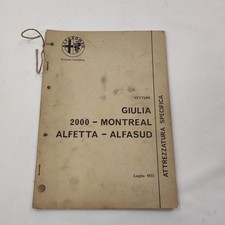 VETTURE
GIULIA
2000 - MONTREAL
ALFETTA - ALFASUD
ATTREZZATURA SPECIFICA
Luglio